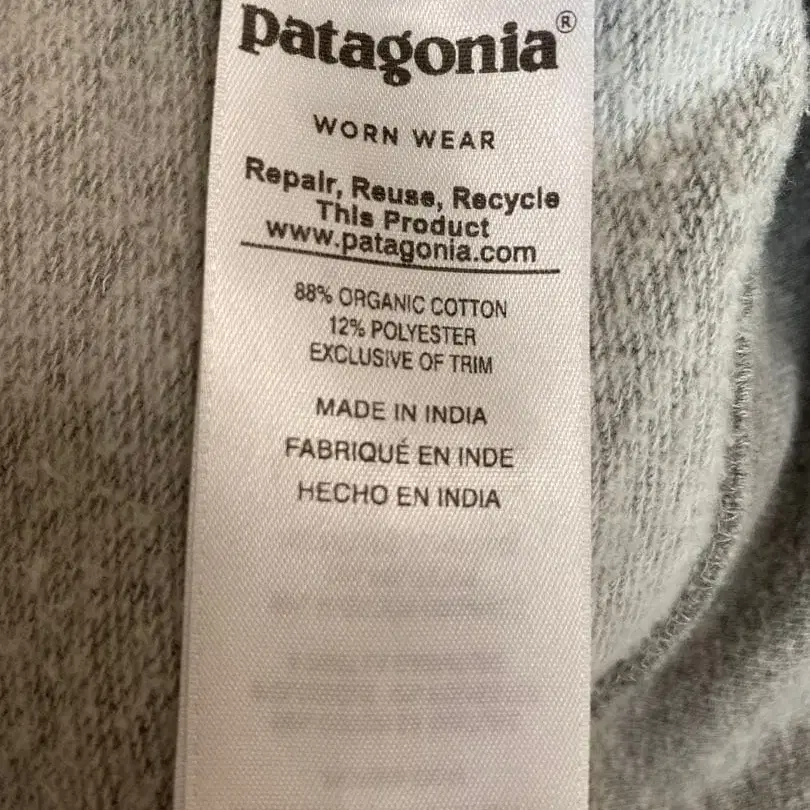 patagonia®
WORN WEAR
Repair, Reuse, Recycle
This Product
www.patagonia.com
88% ORGANIC COTTON
12% POLYESTER
EXCLUSIVE OF TRIM
MADE IN INDIA
FABRIQUÉ EN INDE
HECHO EN INDIA